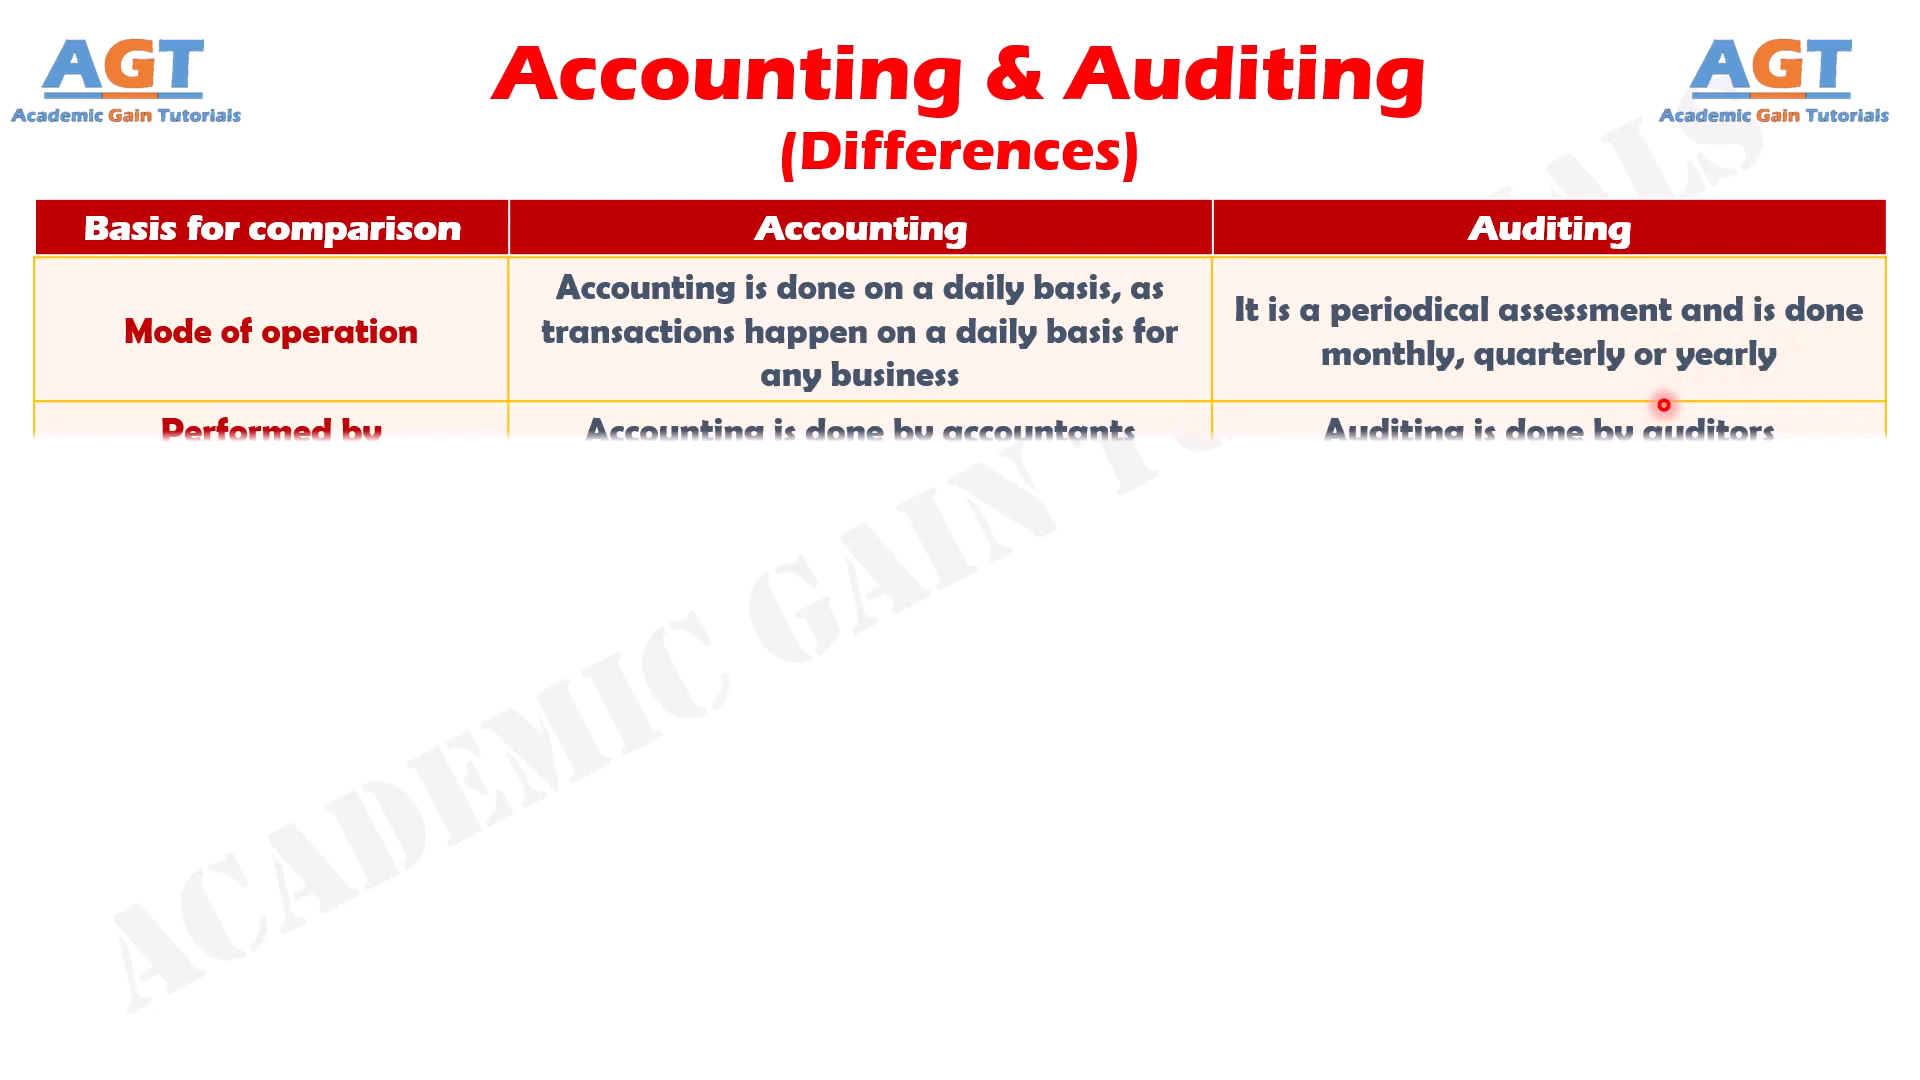 AGT
Academic Gain Tutorials
Accounting & Auditing
(Differences)
AGT
Academic Gain Tutorials
Basis for comparison
Accounting
Auditing
Mode of operation
Accounting is done on a daily basis, as
transactions happen on a daily basis for
any business
It is a periodical assessment and is done
monthly, quarterly or yearly
Performed by
Accounting is done by accountants
Auditing is done by auditors
ACADEMIC GAIN TUTORIALS